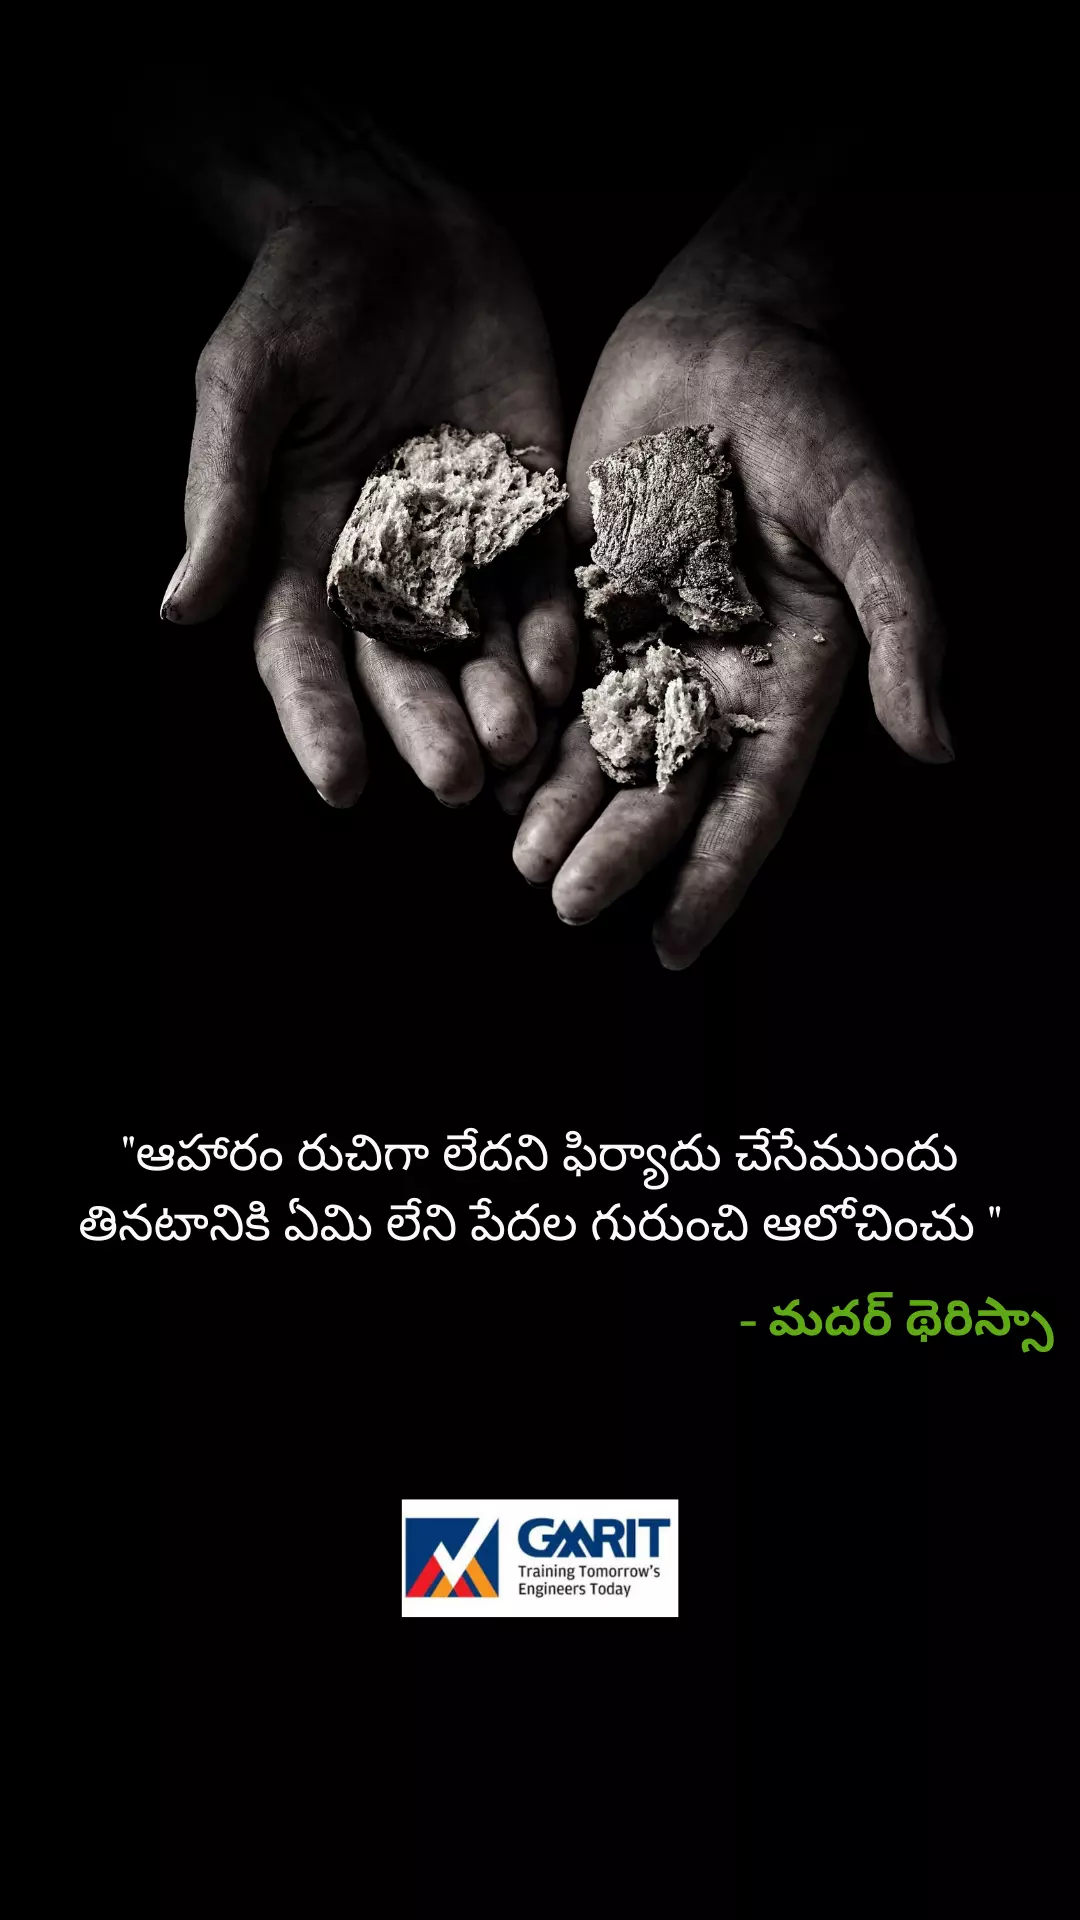 "ఆహారం రుచిగా లేదని ఫిర్యాదు చేసేముందు
తినటానికి ఏమి లేని పేదల గురుంచి ఆలోచించు "
- మదర్ థెరిస్సా
GMRIT
Training Tomorrow's
Engineers Today